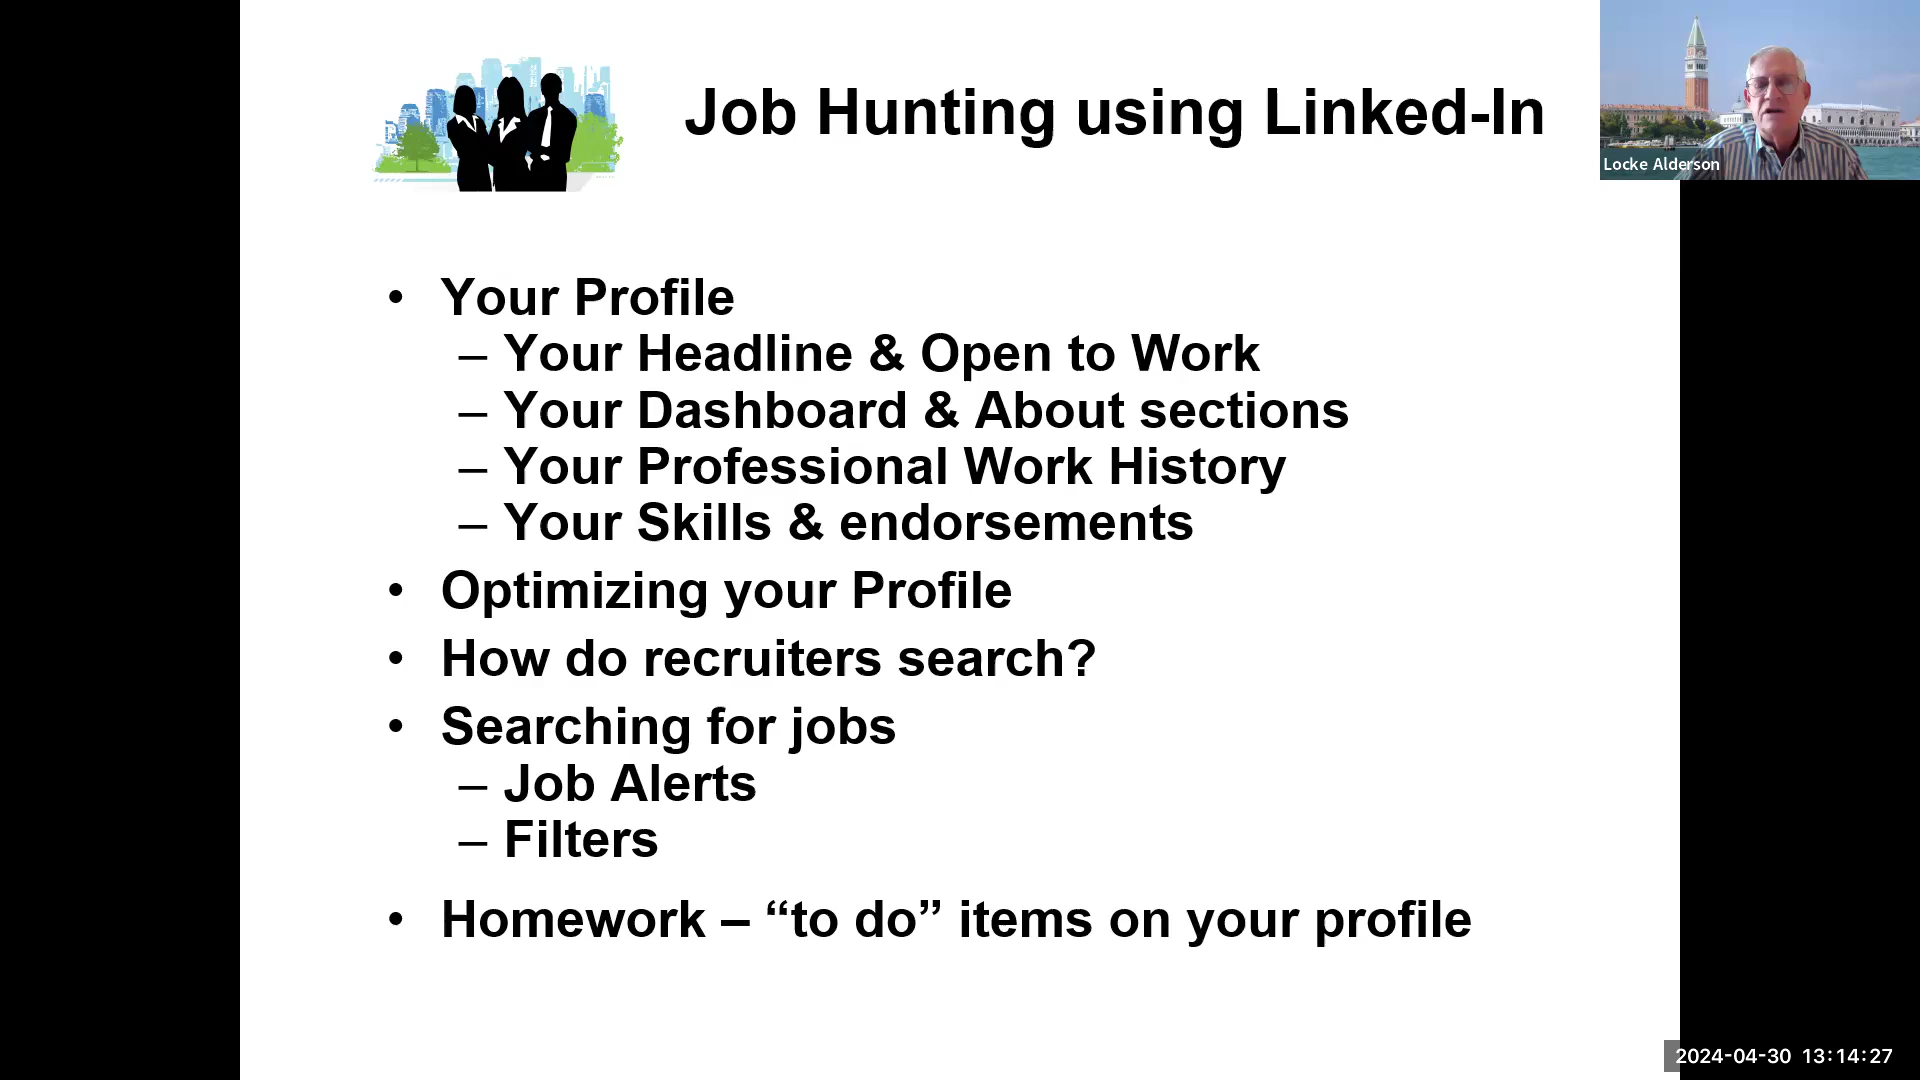 Job Hunting using Linked-In
Locke Alderson
• Your Profile
– Your Headline & Open to Work
– Your Dashboard & About sections
– Your Professional Work History
– Your Skills & endorsements
• Optimizing your Profile
• How do recruiters search?
• Searching for jobs
– Job Alerts
– Filters
• Homework – “to do” items on your profile
2024-04-30 13:14:27